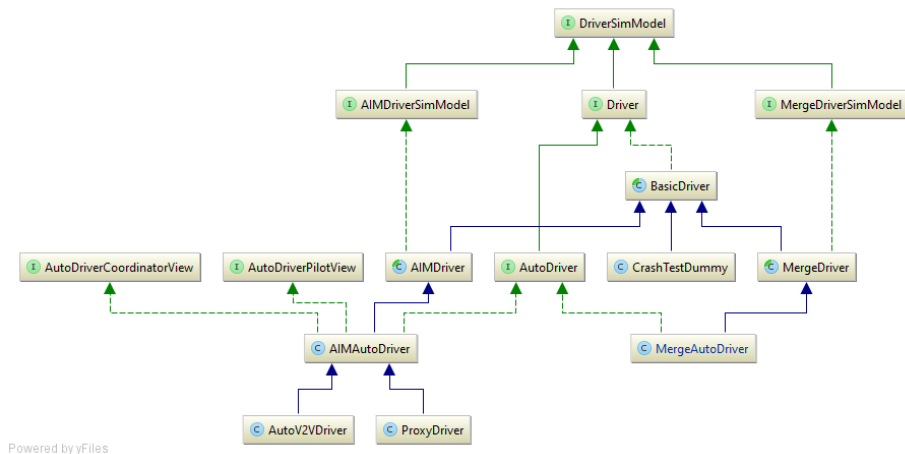 DriverSimModel
AIMDriverSimModel
Driver
MergeDriverSimModel
BasicDriver
AutoDriverCoordinatorView
AutoDriverPilotView
AIMDriver
AutoDriver
CrashTestDummy
MergeDriver
AIMAutoDriver
MergeAutoDriver
AutoV2VDriver
ProxyDriver
Powered by yFiles